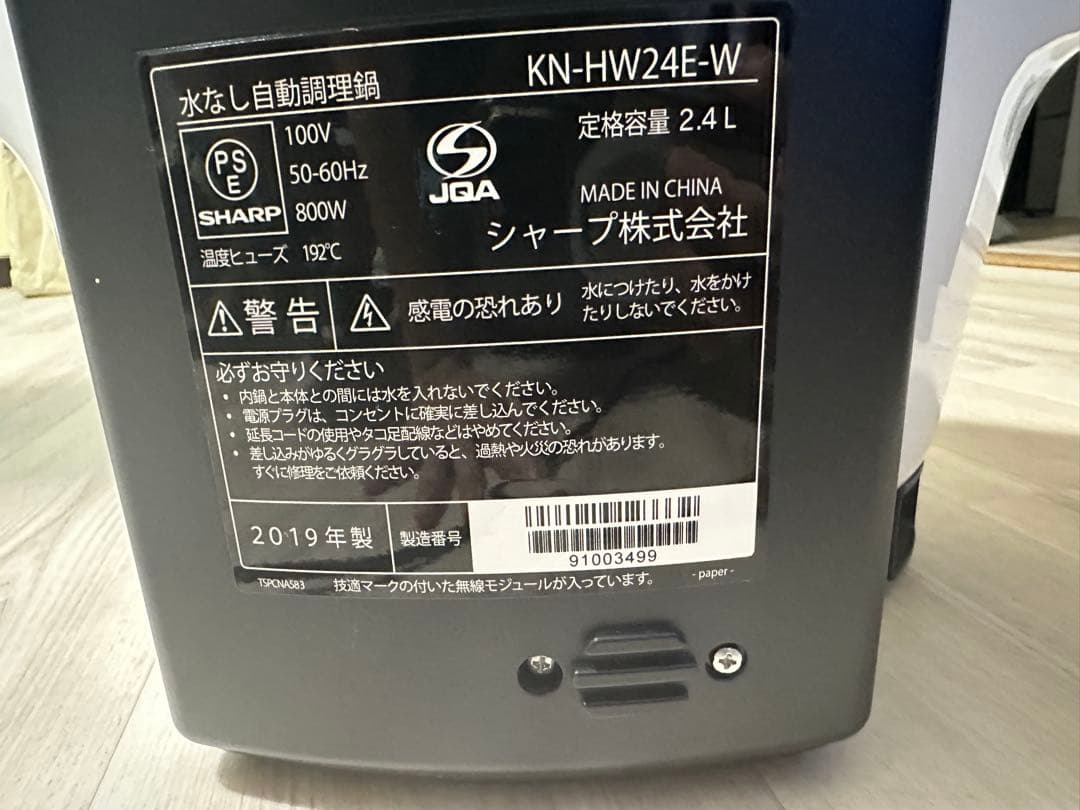 水なし自動調理鍋
KN-HW24E-W
PS
E
SHARP
100V
50-60Hz
800W
JQA
定格容量 2.4L
MADE IN CHINA
シャープ株式会社
温度ヒューズ 192℃
警告
感電の恐れあり
水につけたり、水をかけ
たりしないでください。
必ずお守りください
・ 内鍋と本体との間には水を入れないでください。
・ 電源プラグは、コンセントに確実に差し込んでください。
・ 延長コードの使用やタコ足配線などはやめてください。
・ 差し込みがゆるくグラグラしていると、過熱や火災の恐れがあります。
すぐに修理をご依頼ください。
2019年製
製造番号
91003499
TSPCNA583
技適マークの付いた無線モジュールが入っています。
- paper -